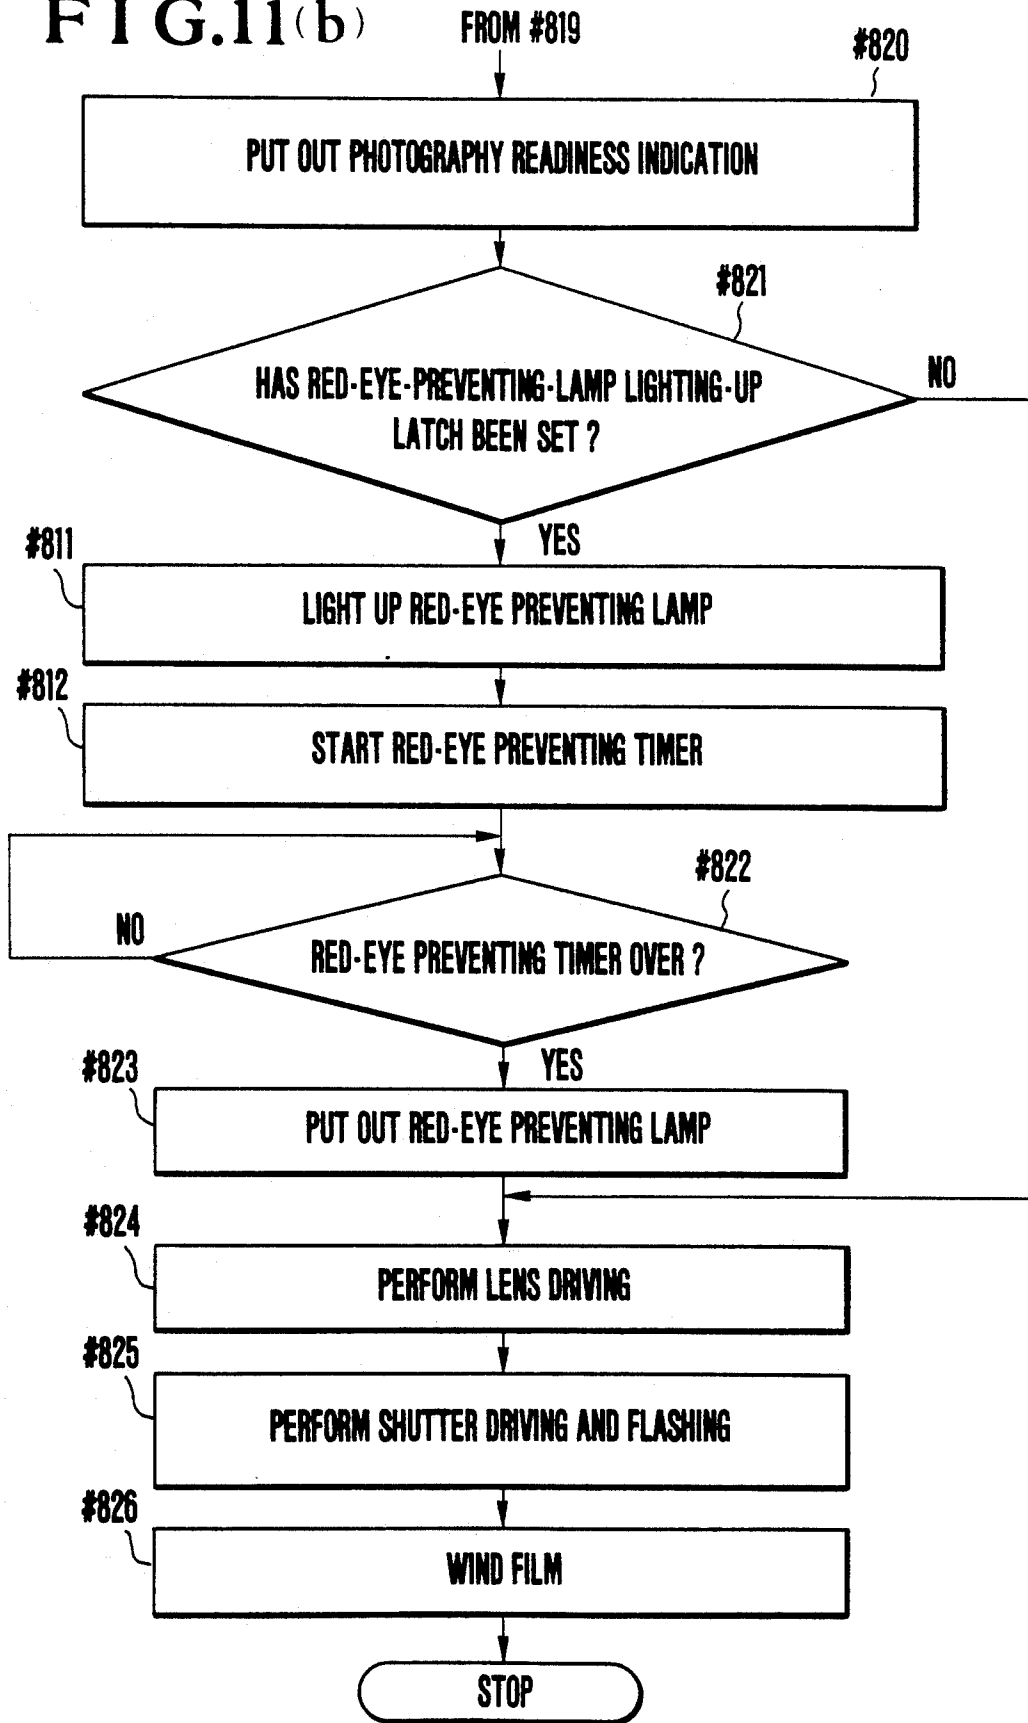 FIG.11(b)
FROM #819
#820
PUT OUT PHOTOGRAPHY READINESS INDICATION
#821
HAS RED-EYE-PREVENTING-LAMP LIGHTING-UP
LATCH BEEN SET ?
NO
YES
#811
LIGHT UP RED-EYE PREVENTING LAMP
#812
START RED-EYE PREVENTING TIMER
#822
NO
RED-EYE PREVENTING TIMER OVER ?
YES
#823
PUT OUT RED-EYE PREVENTING LAMP
#824
PERFORM LENS DRIVING
#825
PERFORM SHUTTER DRIVING AND FLASHING
#826
WIND FILM
STOP